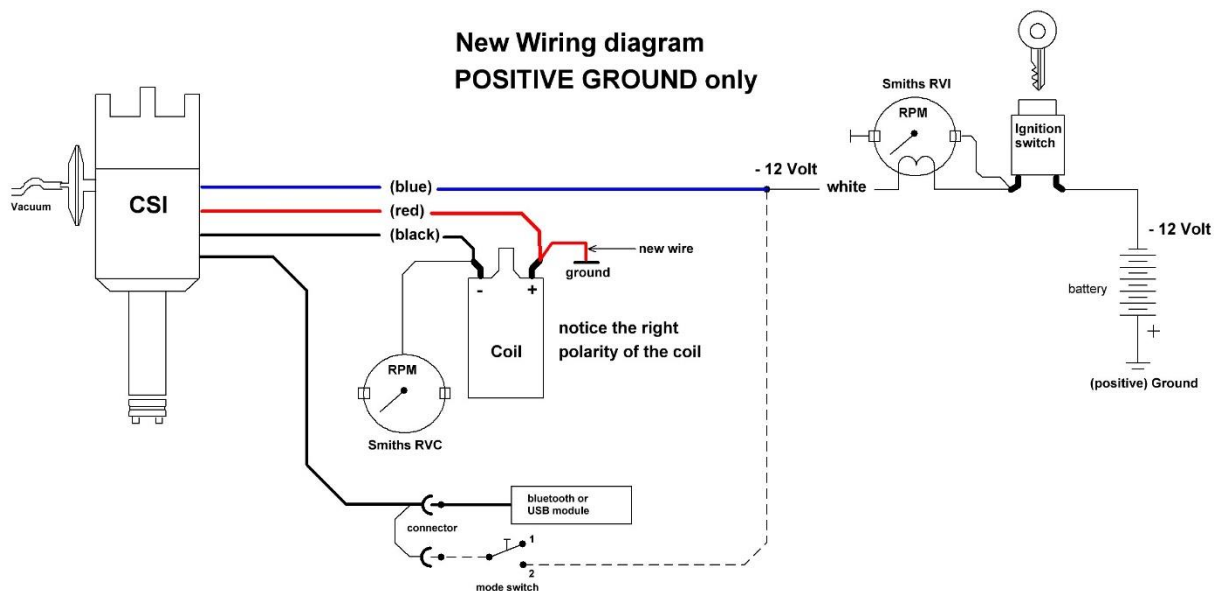 New Wiring diagram
POSITIVE GROUND only
Smiths RVI
RPM
Ignition
switch
Vacuum
CSI
(blue)
- 12 Volt
white
(red)
(black)
new wire
ground
- 12 Volt
battery
+
(positive) Ground
- +
Coil
notice the right
polarity of the coil
RPM
Smiths RVC
bluetooth or
USB module
connector
1
2
mode switch